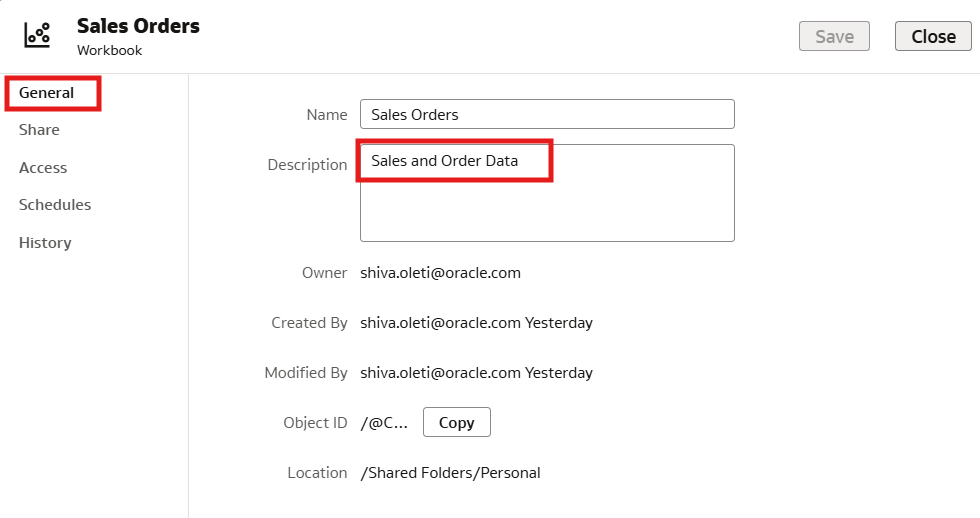 Sales Orders
Workbook
Save
Close
General
Share
Access
Schedules
History
Name Sales Orders
Description Sales and Order Data
Owner shiva.oleti@oracle.com
Created By shiva.oleti@oracle.com Yesterday
Modified By shiva.oleti@oracle.com Yesterday
Object ID /@C... Copy
Location /Shared Folders/Personal